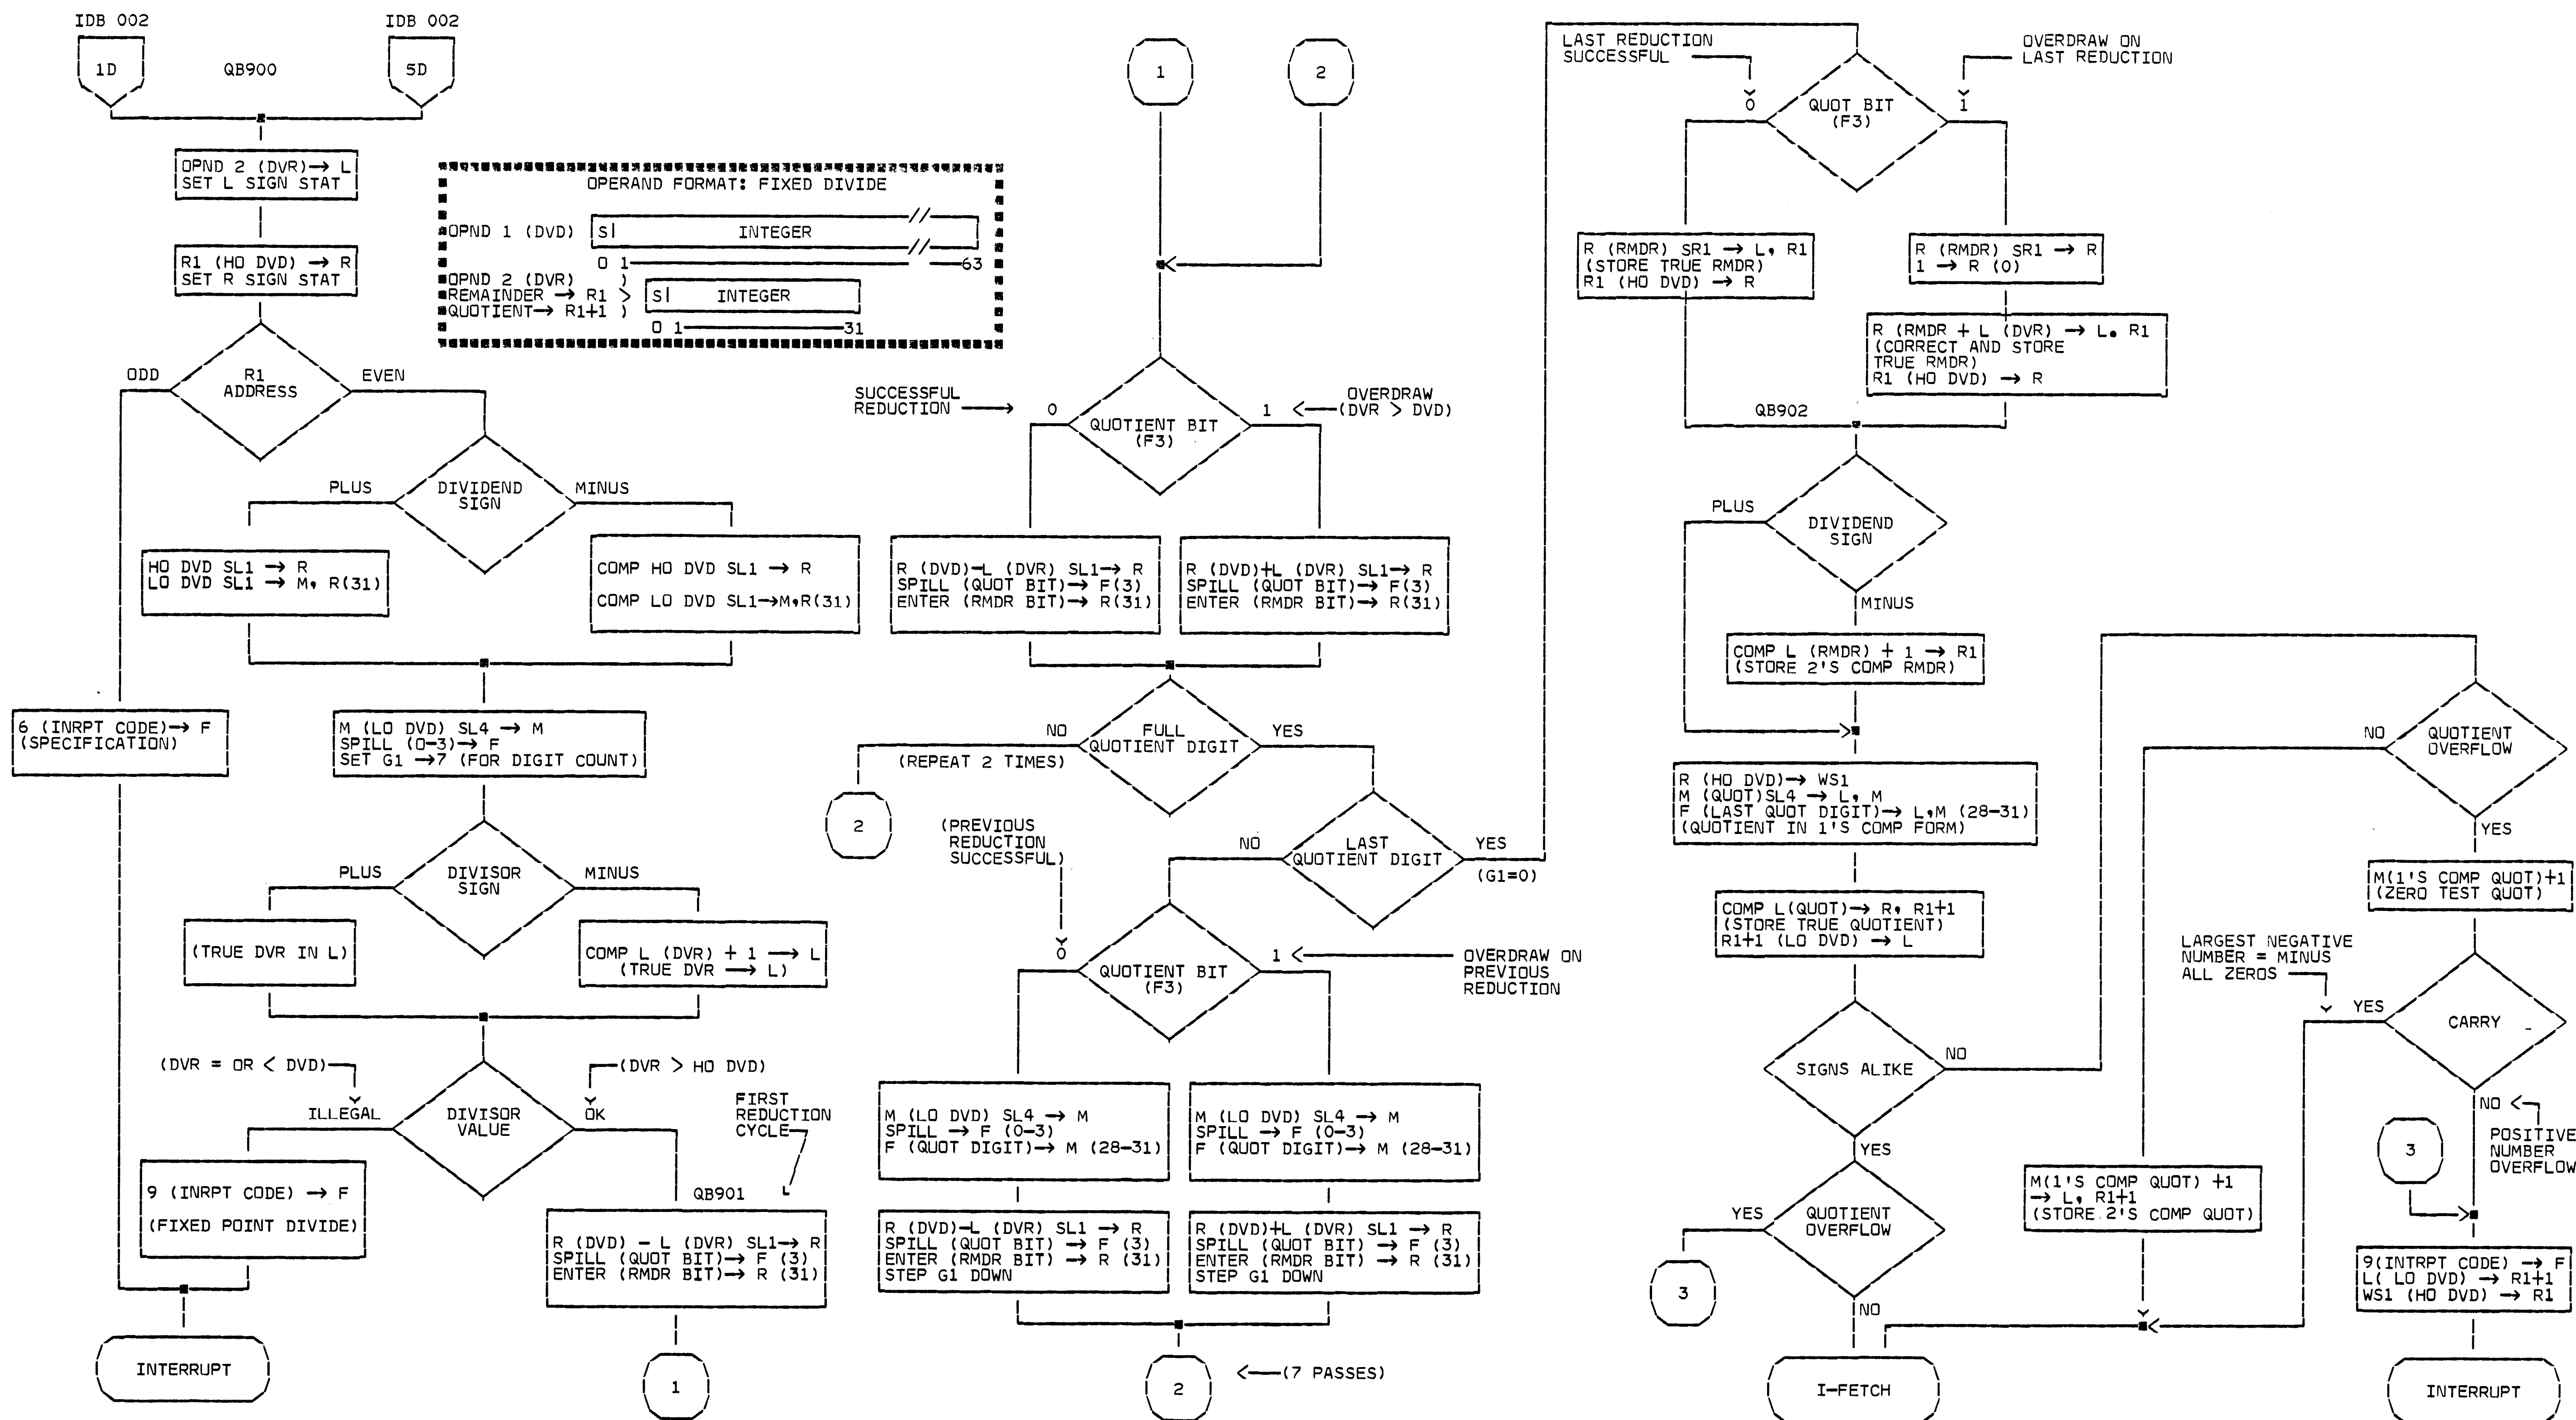 IDB 002
1D
QB900
IDB 002
5D
OPND 2 (DVR)→ L
SET L SIGN STAT
R1 (HO DVD) → R
SET R SIGN STAT
R1
ADDRESS
ODD
EVEN
DIVIDEND
SIGN
PLUS
MINUS
HO DVD SL1 → R
LO DVD SL1 → M, R(31)
COMP HO DVD SL1 → R
COMP LO DVD SL1→M,R(31)
6 (INRPT CODE)→ F
(SPECIFICATION)
M (LO DVD) SL4 → M
SPILL (0-3)→ F
SET G1 →7 (FOR DIGIT COUNT)
DIVISOR
SIGN
PLUS
MINUS
(TRUE DVR IN L)
COMP L (DVR) + 1 → L
(TRUE DVR → L)
(DVR = OR < DVD)
(DVR > HO DVD)
ILLEGAL
DIVISOR
VALUE
OK
FIRST
REDUCTION
CYCLE
9 (INRPT CODE) → F
(FIXED POINT DIVIDE)
QB901
R (DVD) - L (DVR) SL1→ R
SPILL (QUOT BIT)→ F (3)
ENTER (RMDR BIT)→ R (31)
INTERRUPT
1
OPERAND FORMAT: FIXED DIVIDE
OPND 1 (DVD)
S|
INTEGER
0 1 63
OPND 2 (DVR) )
REMAINDER → R1 >
QUOTIENT→ R1+1 )
S|
INTEGER
0 1 31
1
2
SUCCESSFUL
REDUCTION →
0
QUOTIENT BIT
(F3)
1
OVERDRAW
(DVR > DVD)
R (DVD)-L (DVR) SL1→ R
SPILL (QUOT BIT)→ F(3)
ENTER (RMDR BIT)→ R(31)
R (DVD)+L (DVR) SL1→ R
SPILL (QUOT BIT)→ F(3)
ENTER (RMDR BIT)→ R(31)
NO
FULL
QUOTIENT DIGIT
YES
(REPEAT 2 TIMES)
2
NO
LAST
QUOTIENT DIGIT
YES
(G1=0)
(PREVIOUS
REDUCTION
SUCCESSFUL)
0
QUOTIENT BIT
(F3)
1
OVERDRAW ON
PREVIOUS
REDUCTION
M (LO DVD) SL4 → M
SPILL → F (0-3)
F (QUOT DIGIT)→ M (28-31)
M (LO DVD) SL4 → M
SPILL → F (0-3)
F (QUOT DIGIT)→ M (28-31)
R (DVD)-L (DVR) SL1 → R
SPILL (QUOT BIT) → F (3)
ENTER (RMDR BIT) → R (31)
STEP G1 DOWN
R (DVD)+L (DVR) SL1 → R
SPILL (QUOT BIT) → F (3)
ENTER (RMDR BIT) → R (31)
STEP G1 DOWN
2
(7 PASSES)
LAST REDUCTION
SUCCESSFUL
0
QUOT BIT
(F3)
1
OVERDRAW ON
LAST REDUCTION
R (RMDR) SR1 → L, R1
(STORE TRUE RMDR)
R1 (HO DVD) → R
R (RMDR) SR1 → R
1 → R (0)
R (RMDR + L (DVR) → L. R1
(CORRECT AND STORE
TRUE RMDR)
R1 (HO DVD) → R
QB902
PLUS
DIVIDEND
SIGN
MINUS
COMP L (RMDR) + 1 → R1
(STORE 2'S COMP RMDR)
R (HO DVD)→ WS1
M (QUOT)SL4 → L, M
F (LAST QUOT DIGIT)→ L,M (28-31)
(QUOTIENT IN 1'S COMP FORM)
COMP L(QUOT)→ R, R1+1
(STORE TRUE QUOTIENT)
R1+1 (LO DVD) → L
SIGNS ALIKE
NO
YES
YES
QUOTIENT
OVERFLOW
NO
3
I-FETCH
NO
QUOTIENT
OVERFLOW
YES
M(1'S COMP QUOT)+1
(ZERO TEST QUOT)
LARGEST NEGATIVE
NUMBER = MINUS
ALL ZEROS
YES
CARRY
NO
POSITIVE
NUMBER
OVERFLOW
3
M(1'S COMP QUOT) +1
→ L, R1+1
(STORE 2'S COMP QUOT)
9(INTRPT CODE) → F
L( LO DVD) → R1+1
WS1 (HO DVD) → R1
INTERRUPT